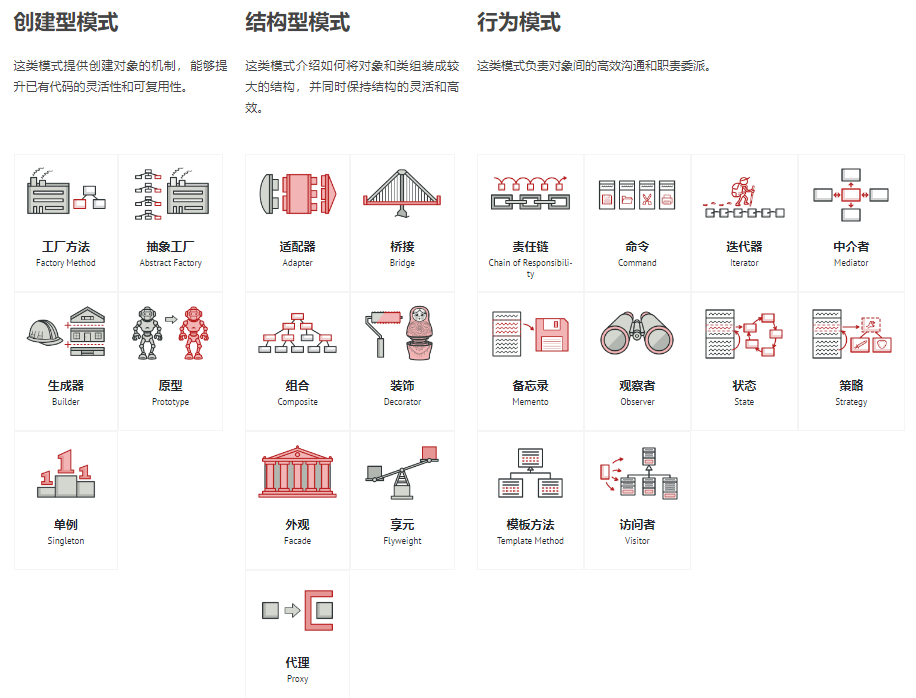 创建型模式
这类模式提供创建对象的机制，能够提
升已有代码的灵活性和可复用性。
工厂方法
Factory Method
抽象工厂
Abstract Factory
生成器
Builder
原型
Prototype
1
1
1
单例
Singleton
结构型模式
这类模式介绍如何将对象和类组装成较
大的结构，并同时保持结构的灵活和高
效。
适配器
Adapter
桥接
Bridge
组合
Composite
装饰
Decorator
外观
Facade
享元
Flyweight
代理
Proxy
行为模式
这类模式负责对象间的高效沟通和职责委派。
责任链
Chain of Responsibili-
ty
命令
Command
迭代器
Iterator
中介者
Mediator
备忘录
Memento
观察者
Observer
状态
State
策略
Strategy
模板方法
Template Method
访问者
Visitor